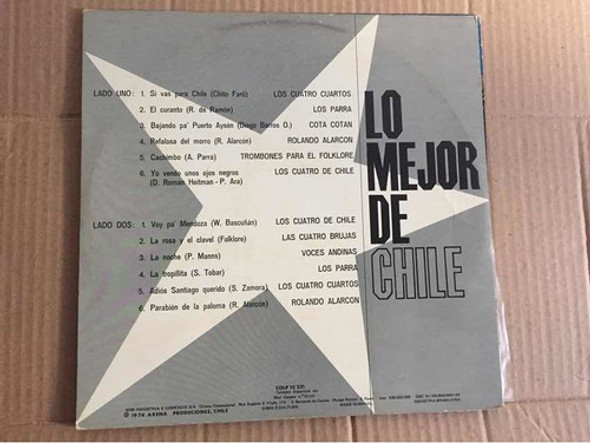 LADO UNO: 1. Si vas para Chile (Chito Faró) LOS CUATRO CUARTOS
2. El curanto (R. de Ramón) LOS PARRA
3. Bajando pa' Puerto Aysén (Diego Barros O.) COTA COTAN
4. Refalosa del morro (R. Alarcón) ROLANDO ALARCON
5. Cachimbo (A. Parra) TROMBONES PARA EL FOLKLORE
6. Yo vendo unos ojos negros LOS CUATRO DE CHILE
(D. Román Heitman - P. Ara)
LADO DOS: 1. Voy pa' Mendoza (W. Bascuñán) LOS CUATRO DE CHILE
2. La rosa y el clavel (Folklore) LAS CUATRO BRUJAS
3. La noche (P. Manns) VOCES ANDINAS
4. La tropillita (S. Tobar) LOS PARRA
5. Adiós Santiago querido (S. Zamora) LOS CUATRO CUARTOS
6. Parabién de la paloma (R. Alarcón) ROLANDO ALARCON
LO
MEJOR
DE
CHILE
DISCO É CULTURA
INDÚSTRIA BRASILEIRA
Ⓟ 1974 ARENA PRODUCIONES, CHILE